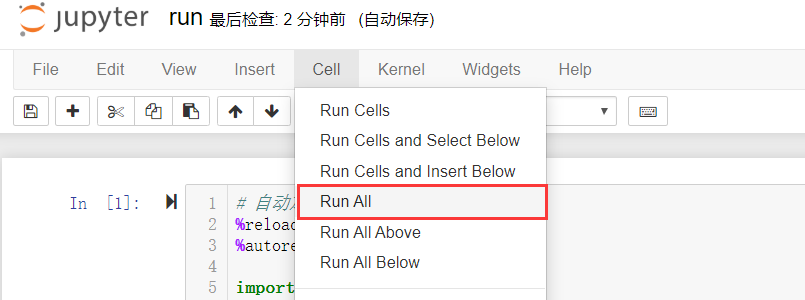 jupyter run 最后检查: 2 分钟前 (自动保存)
File Edit View Insert Cell Kernel Widgets Help
Run Cells
Run Cells and Select Below
Run Cells and Insert Below
Run All
Run All Above
Run All Below
In [1]:
1 # 自动
2 %reload
3 %autore
4
5 import